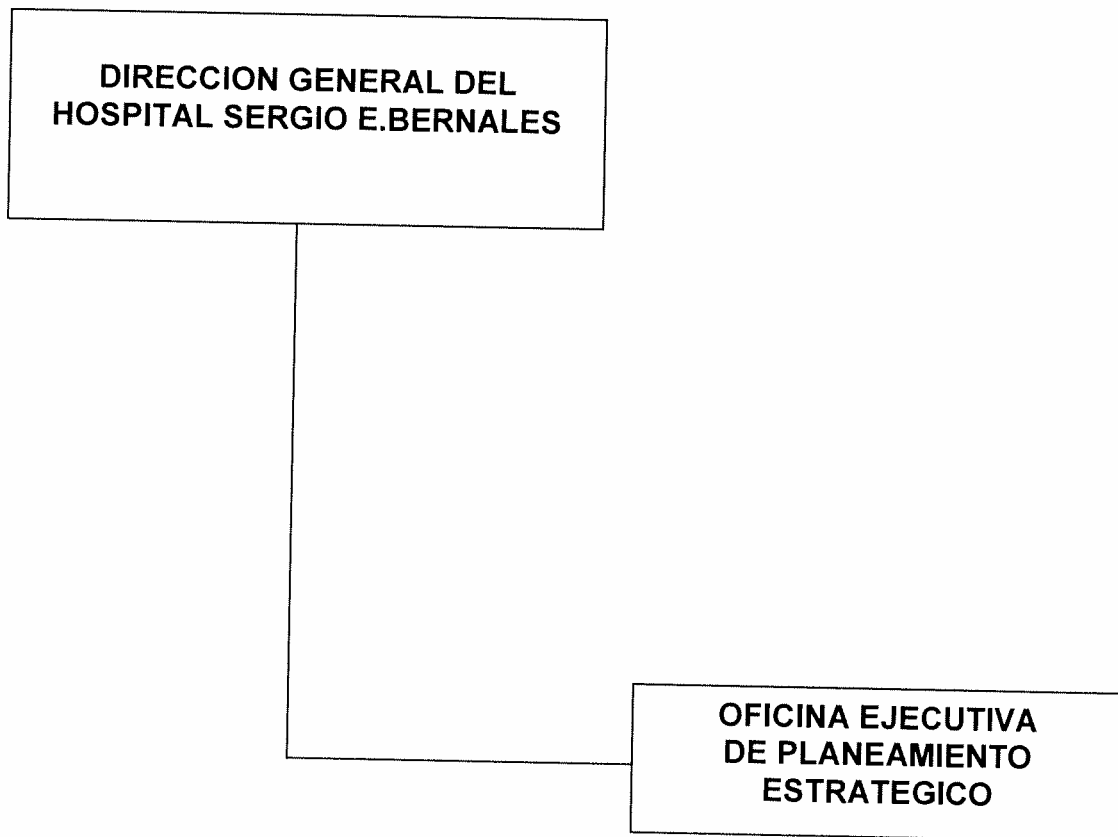 DIRECCION GENERAL DEL
HOSPITAL SERGIO E.BERNALES
OFICINA EJECUTIVA
DE PLANEAMIENTO
ESTRATEGICO